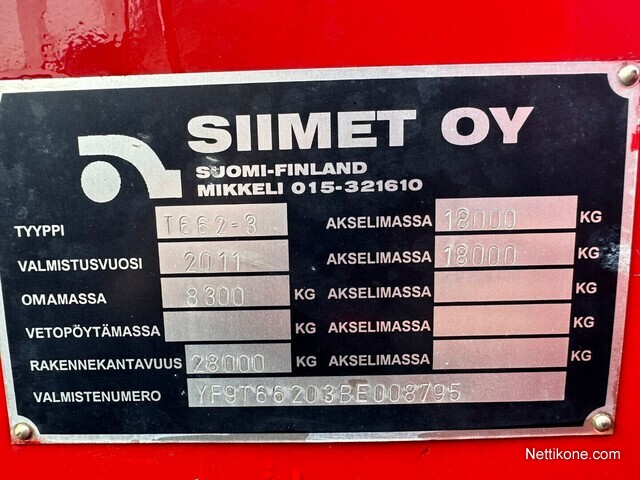 SIIMET OY
SUOMI-FINLAND
MIKKELI 015-321610
TYYPPI T662-3 AKSELIMASSA 18000 KG
VALMISTUSVUOSI 2011 AKSELIMASSA 18000 KG
OMAMASSA 8300 KG AKSELIMASSA KG
VETOPÖYTÄMASSA KG AKSELIMASSA KG
RAKENNEKANTAVUUS 28000 KG AKSELIMASSA KG
VALMISTENUMERO YF9T66203BE008795
Nettikone.com